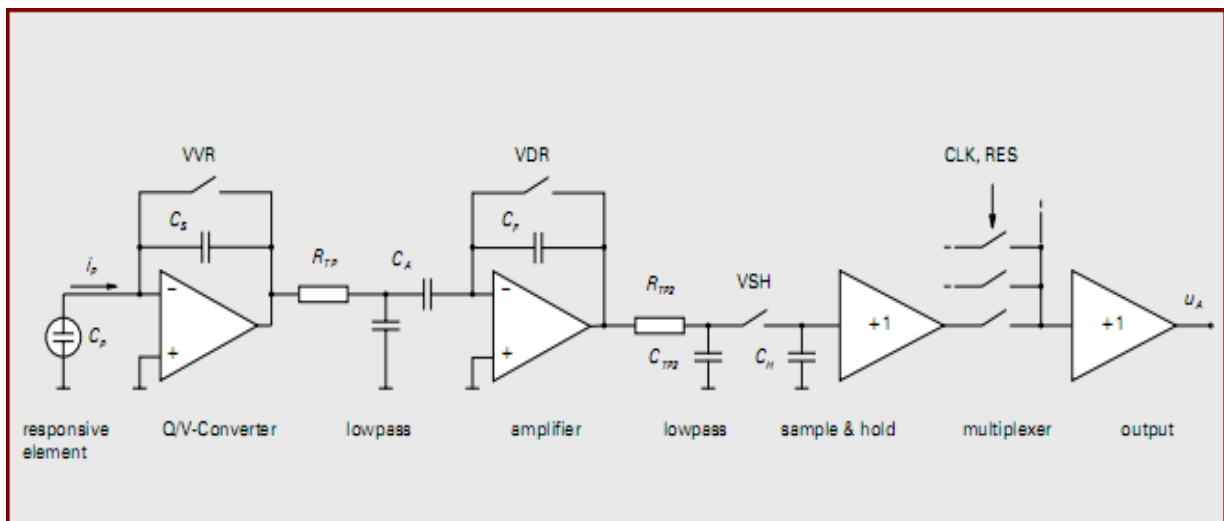 VVR
VDR
CLK, RES
C_S
C_F
i_P
R_TP
C_A
R_TP2
VSH
u_A
−
−
+1
+1
C_P
+
+
C_TP2
C_H
responsive
element
Q/V-Converter
lowpass
amplifier
lowpass
sample & hold
multiplexer
output